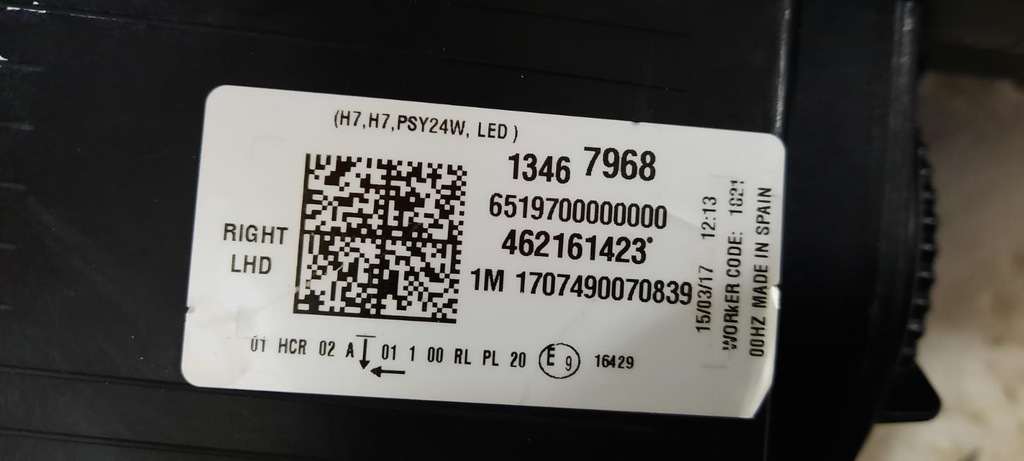 (H7,H7,PSY24W, LED )
1346 7968
6519700000000
462161423*
1M 1707490070839
RIGHT
LHD
01 HCR 02 A 01 1 00 RL PL 20 E9 16429
15/03/17 12:13
WORKER CODE: 1621
00HZ MADE IN SPAIN